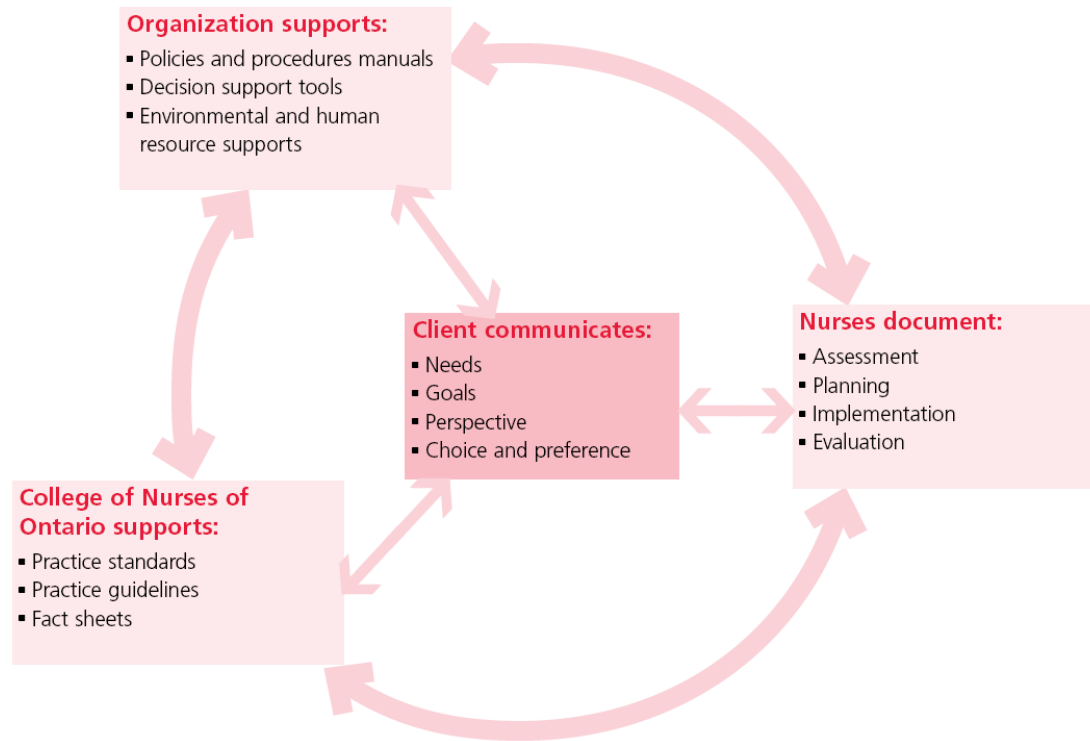 Organization supports:
▪ Policies and procedures manuals
▪ Decision support tools
▪ Environmental and human
resource supports
Client communicates:
▪ Needs
▪ Goals
▪ Perspective
▪ Choice and preference
Nurses document:
▪ Assessment
▪ Planning
▪ Implementation
▪ Evaluation
College of Nurses of
Ontario supports:
▪ Practice standards
▪ Practice guidelines
▪ Fact sheets